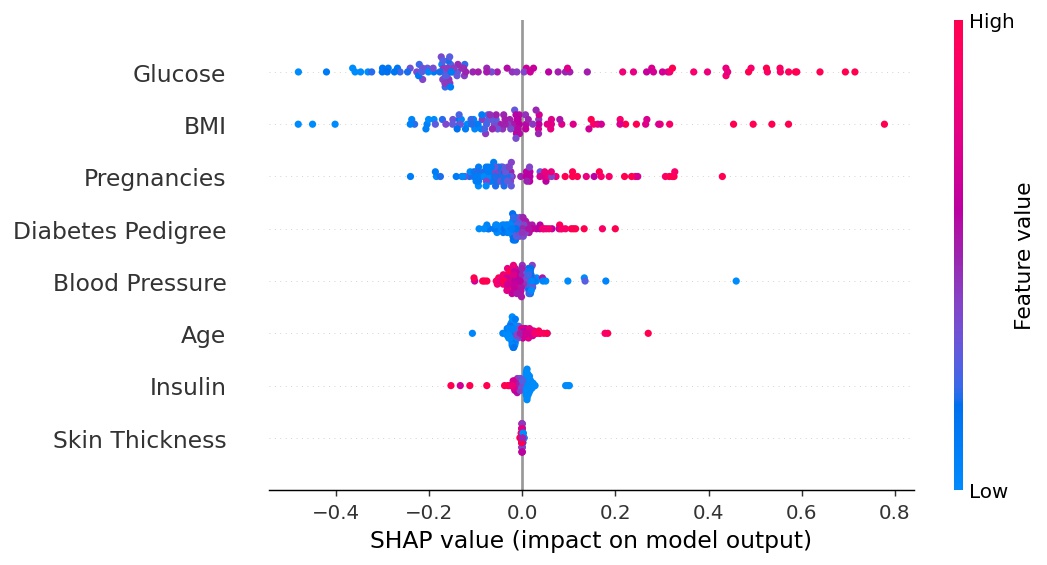 High
Glucose
BMI
Pregnancies
Diabetes Pedigree
Blood Pressure
Age
Insulin
Skin Thickness
Feature value
Low
−0.4 −0.2 0.0 0.2 0.4 0.6 0.8
SHAP value (impact on model output)